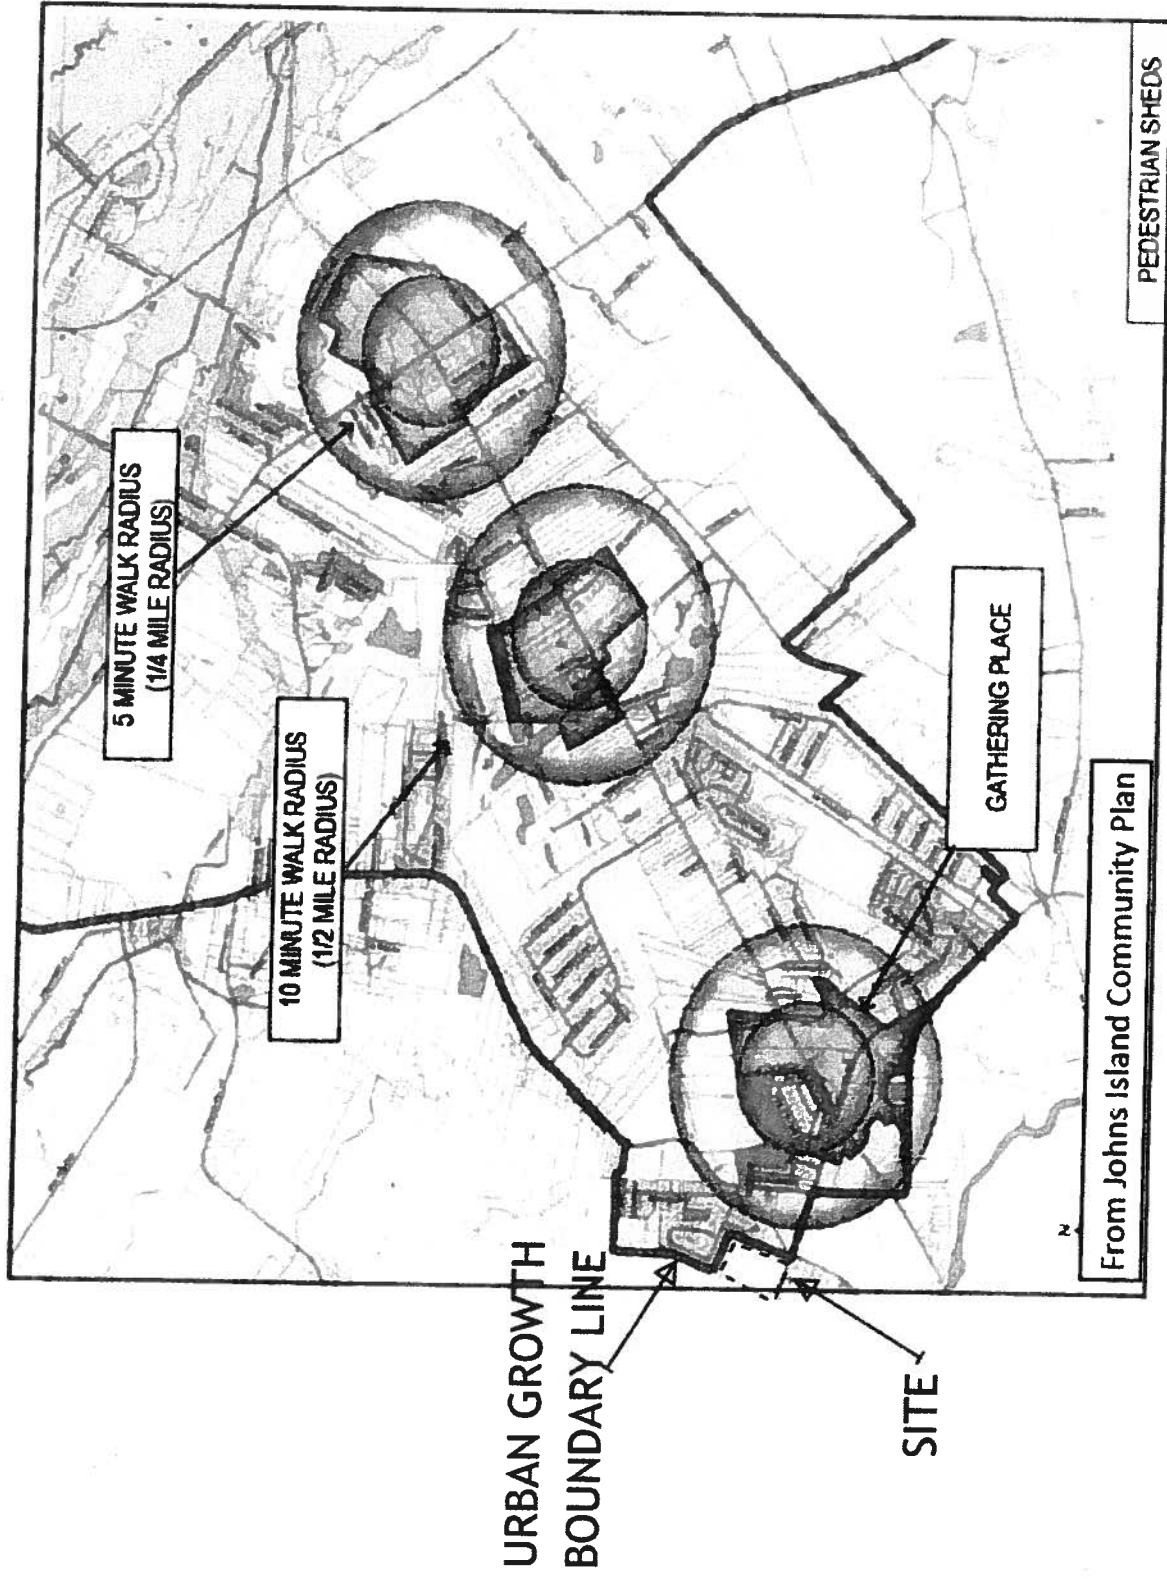 5 MINUTE WALK RADIUS
(1/4 MILE RADIUS)
10 MINUTE WALK RADIUS
(1/2 MILE RADIUS)
URBAN GROWTH
BOUNDARY LINE
SITE
GATHERING PLACE
From Johns Island Community Plan
PEDESTRIAN SHEDS
N